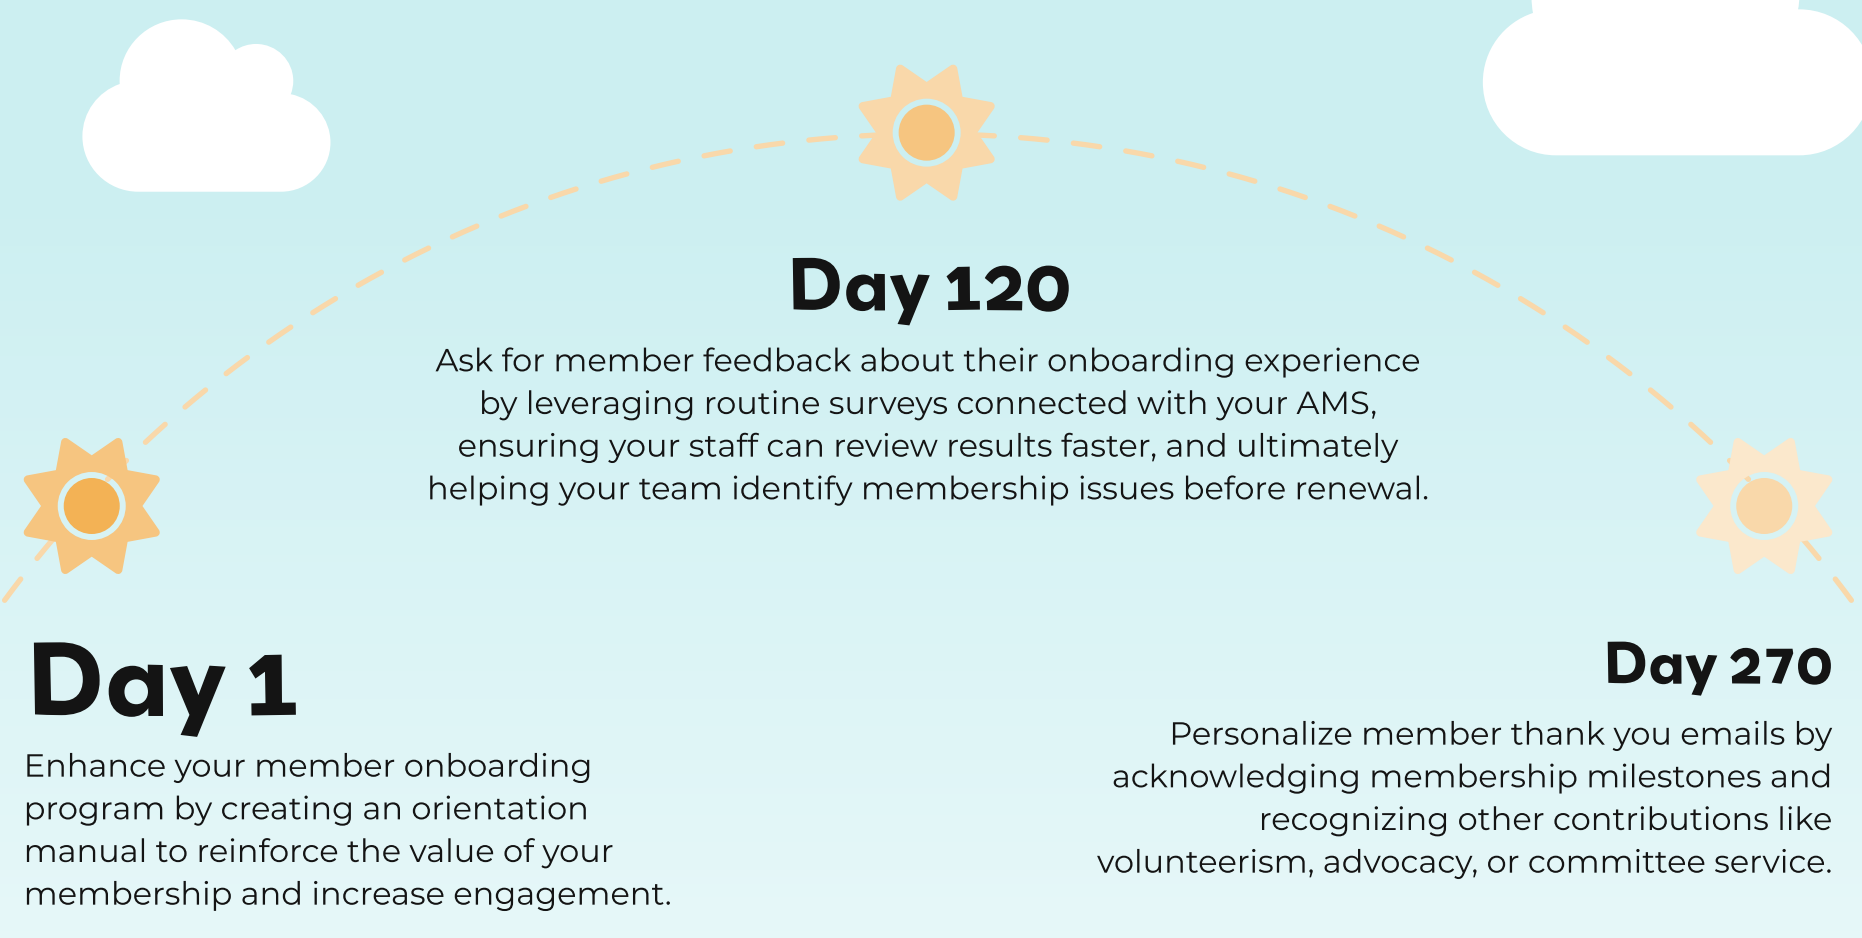 Day 120
Ask for member feedback about their onboarding experience
by leveraging routine surveys connected with your AMS,
ensuring your staff can review results faster, and ultimately
helping your team identify membership issues before renewal.
Day 1
Enhance your member onboarding
program by creating an orientation
manual to reinforce the value of your
membership and increase engagement.
Day 270
Personalize member thank you emails by
acknowledging membership milestones and
recognizing other contributions like
volunteerism, advocacy, or committee service.